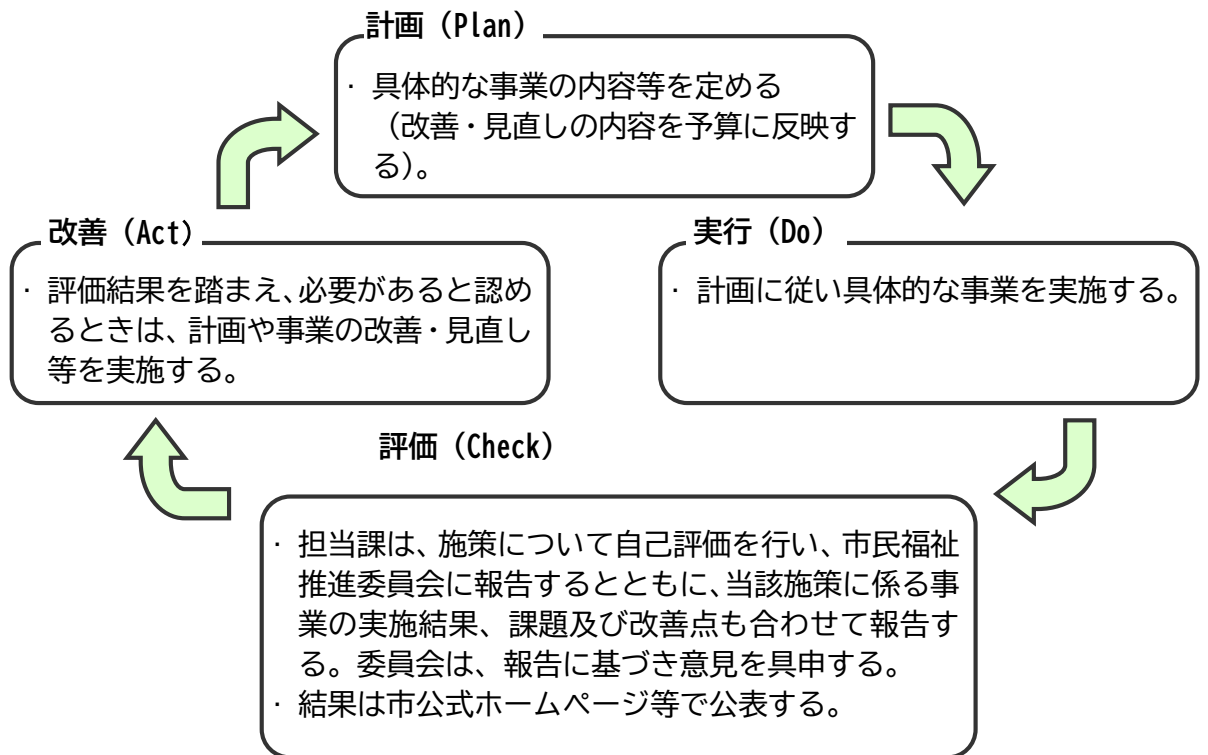 計画（Plan）
· 具体的な事業の内容等を定める
（改善・見直しの内容を予算に反映す
る）。
改善（Act）
· 評価結果を踏まえ、必要があると認め
るときは、計画や事業の改善・見直し
等を実施する。
実行（Do）
· 計画に従い具体的な事業を実施する。
評価（Check）
· 担当課は、施策について自己評価を行い、市民福祉
推進委員会に報告するとともに、当該施策に係る事
業の実施結果、課題及び改善点も合わせて報告す
る。委員会は、報告に基づき意見を具申する。
· 結果は市公式ホームページ等で公表する。